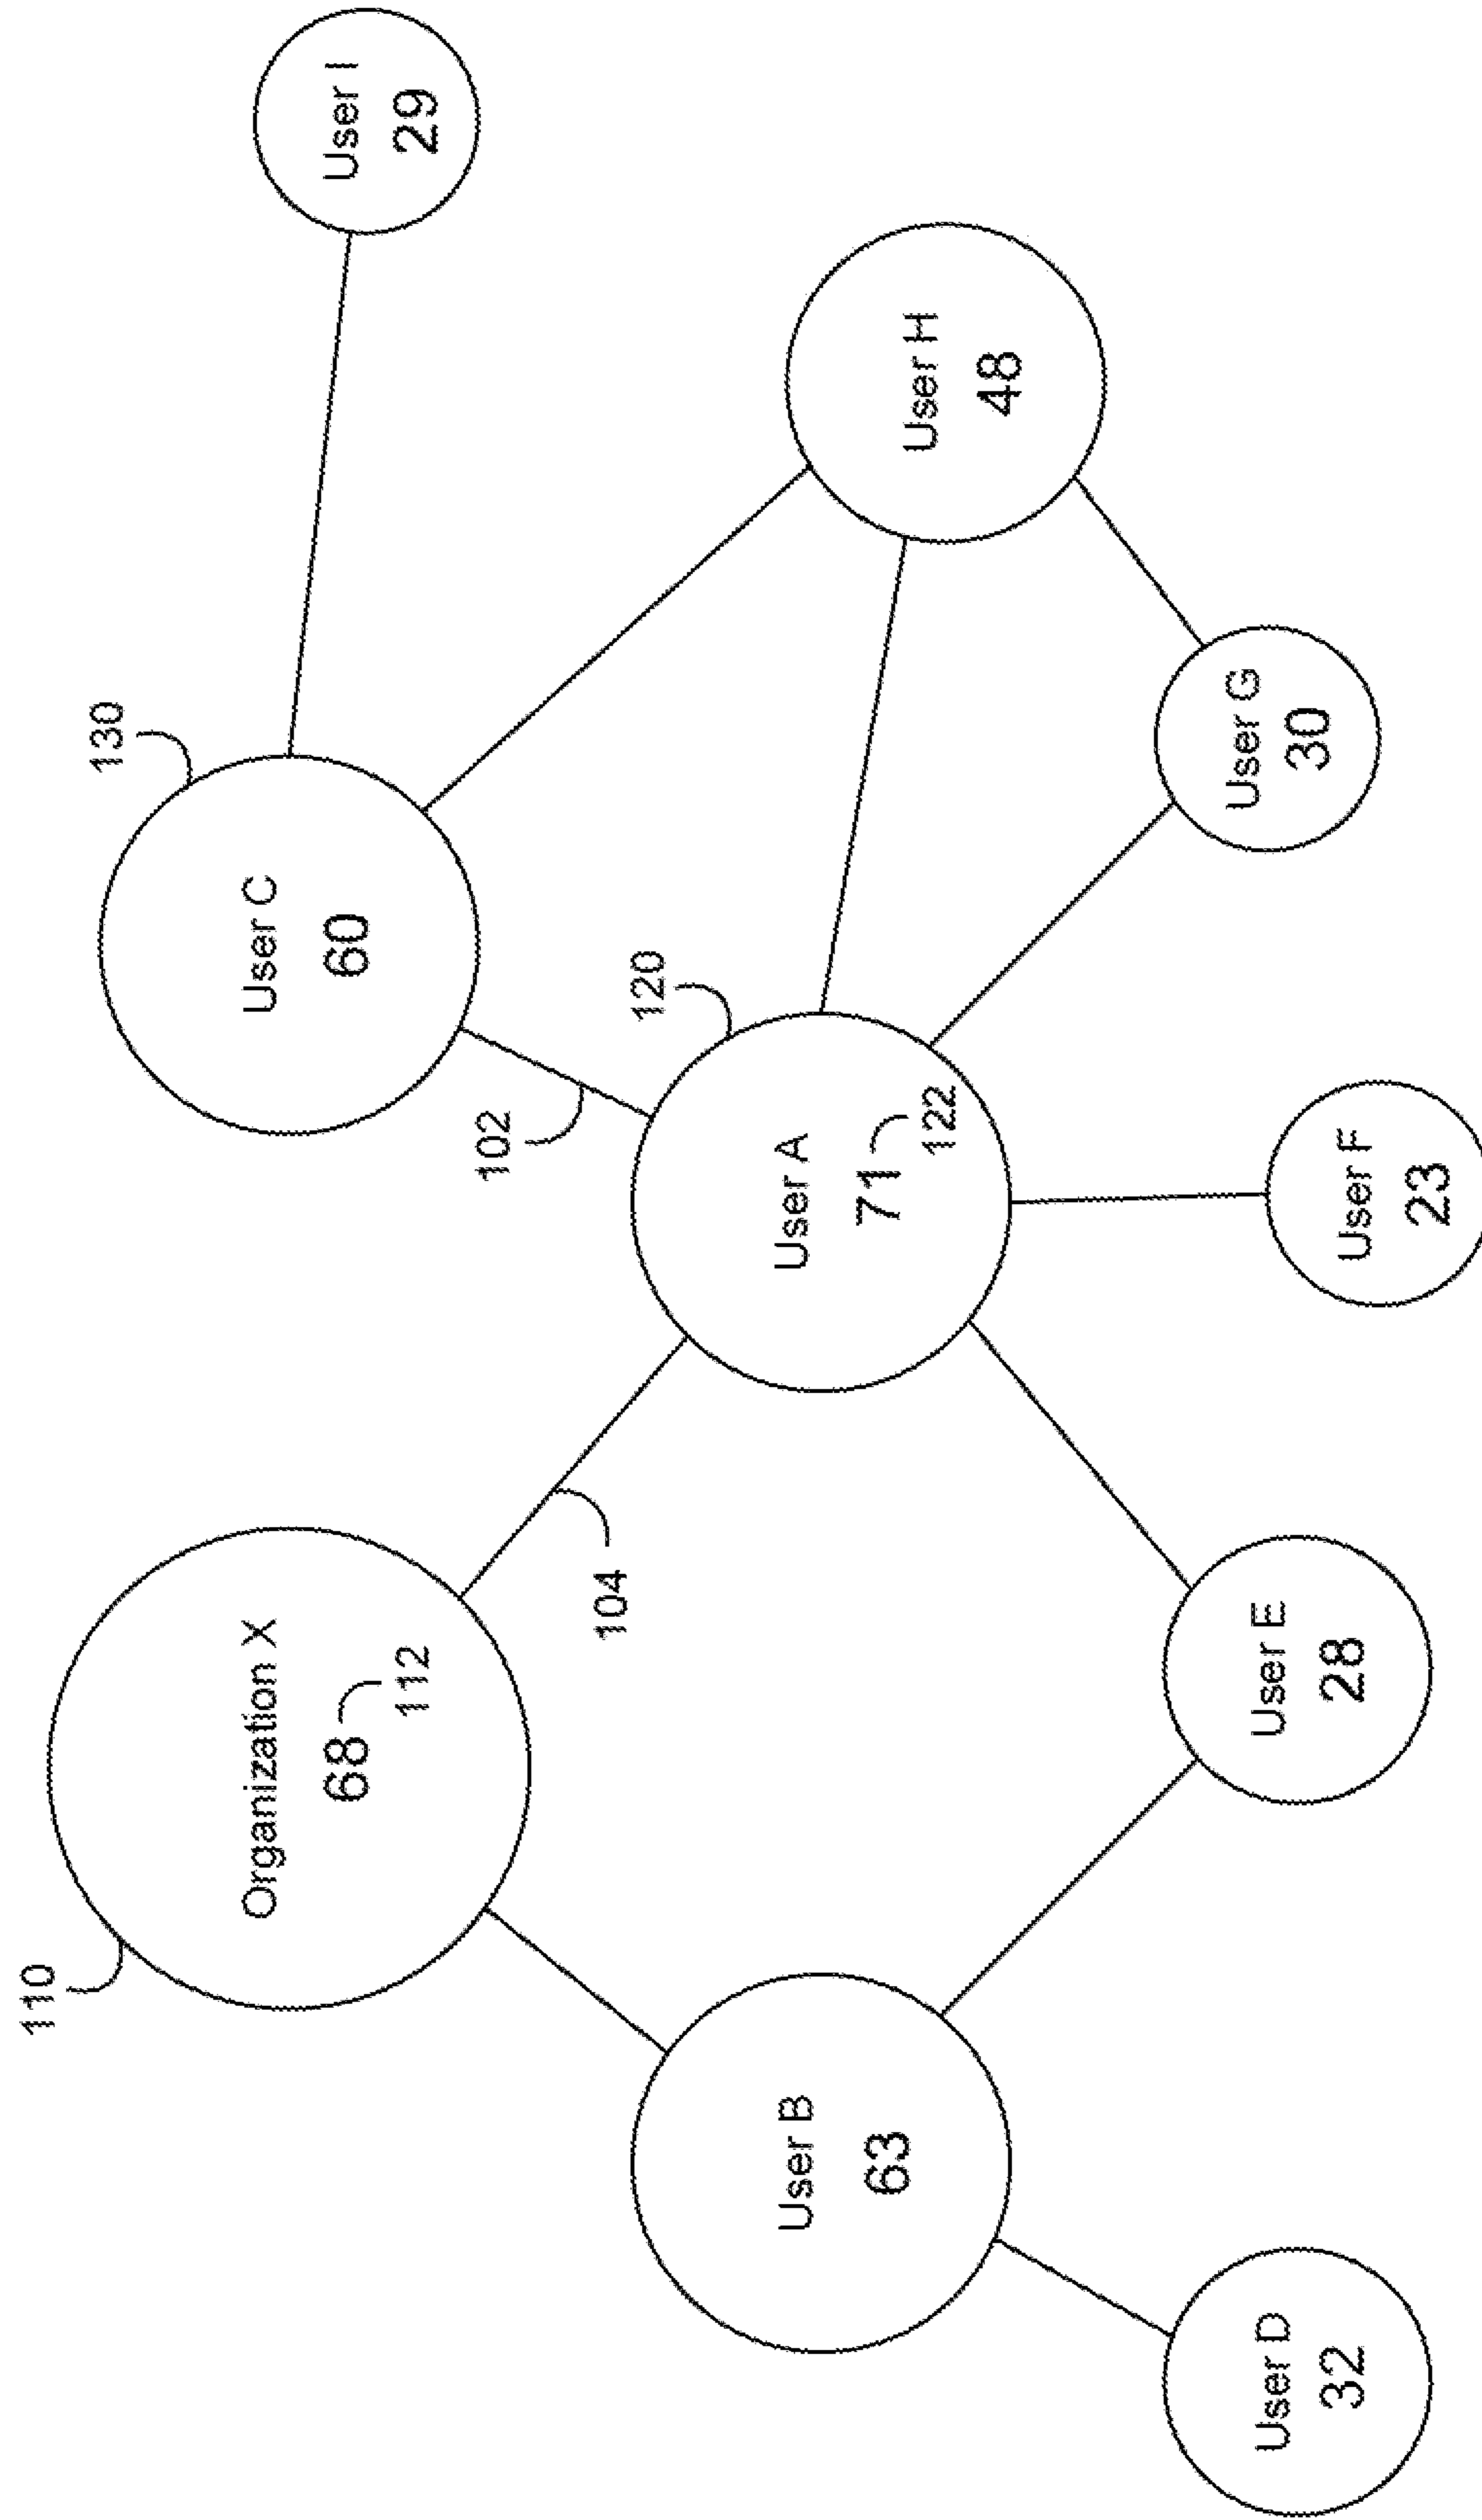 110
Organization X
68
112
104
130
User C
60
102
User I
29
User B
63
User A
71
122
120
User H
48
User D
32
User E
28
User F
23
User G
30